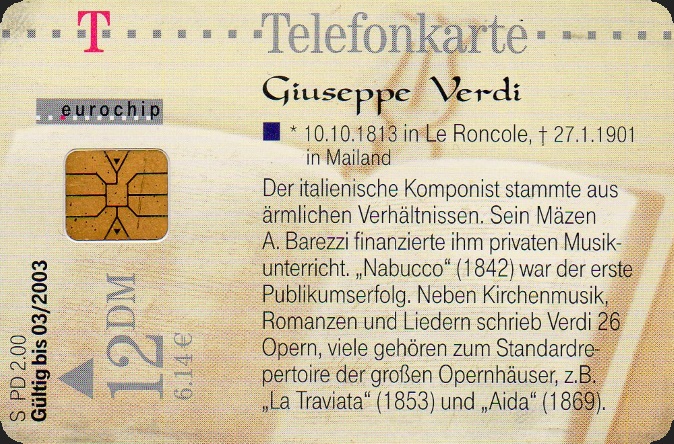 T
Telefonkarte
Giuseppe Verdi
eurochip
* 10.10.1813 in Le Roncole, † 27.1.1901
in Mailand
Der italienische Komponist stammte aus
ärmlichen Verhältnissen. Sein Mäzen
A. Barezzi finanzierte ihm privaten Musik-
unterricht. „Nabucco“ (1842) war der erste
Publikumserfolg. Neben Kirchenmusik,
Romanzen und Liedern schrieb Verdi 26
Opern, viele gehören zum Standardre-
pertoire der großen Opernhäuser, z.B.
„La Traviata“ (1853) und „Aida“ (1869).
S PD 2.00
Gültig bis 03/2003
12 DM
6.14 €